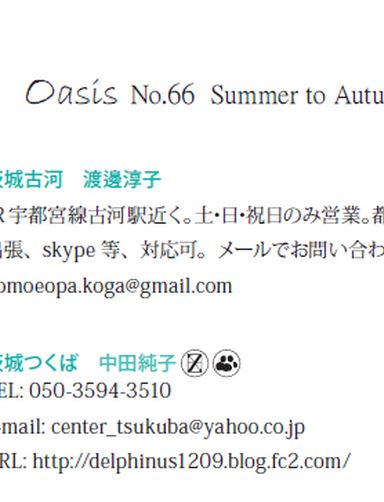 Oasis No.66 Summer to Autu
茨城古河 渡邊淳子
R宇都宮線古河駅近く。土・日・祝日のみ営業。都
出張、skype 等、対応可。メールでお問い合わ
omoeopa.koga@gmail.com
茨城つくば 中田純子
EL: 050-3594-3510
-mail: center_tsukuba@yahoo.co.jp
RL: http://delphinus1209.blog.fc2.com/